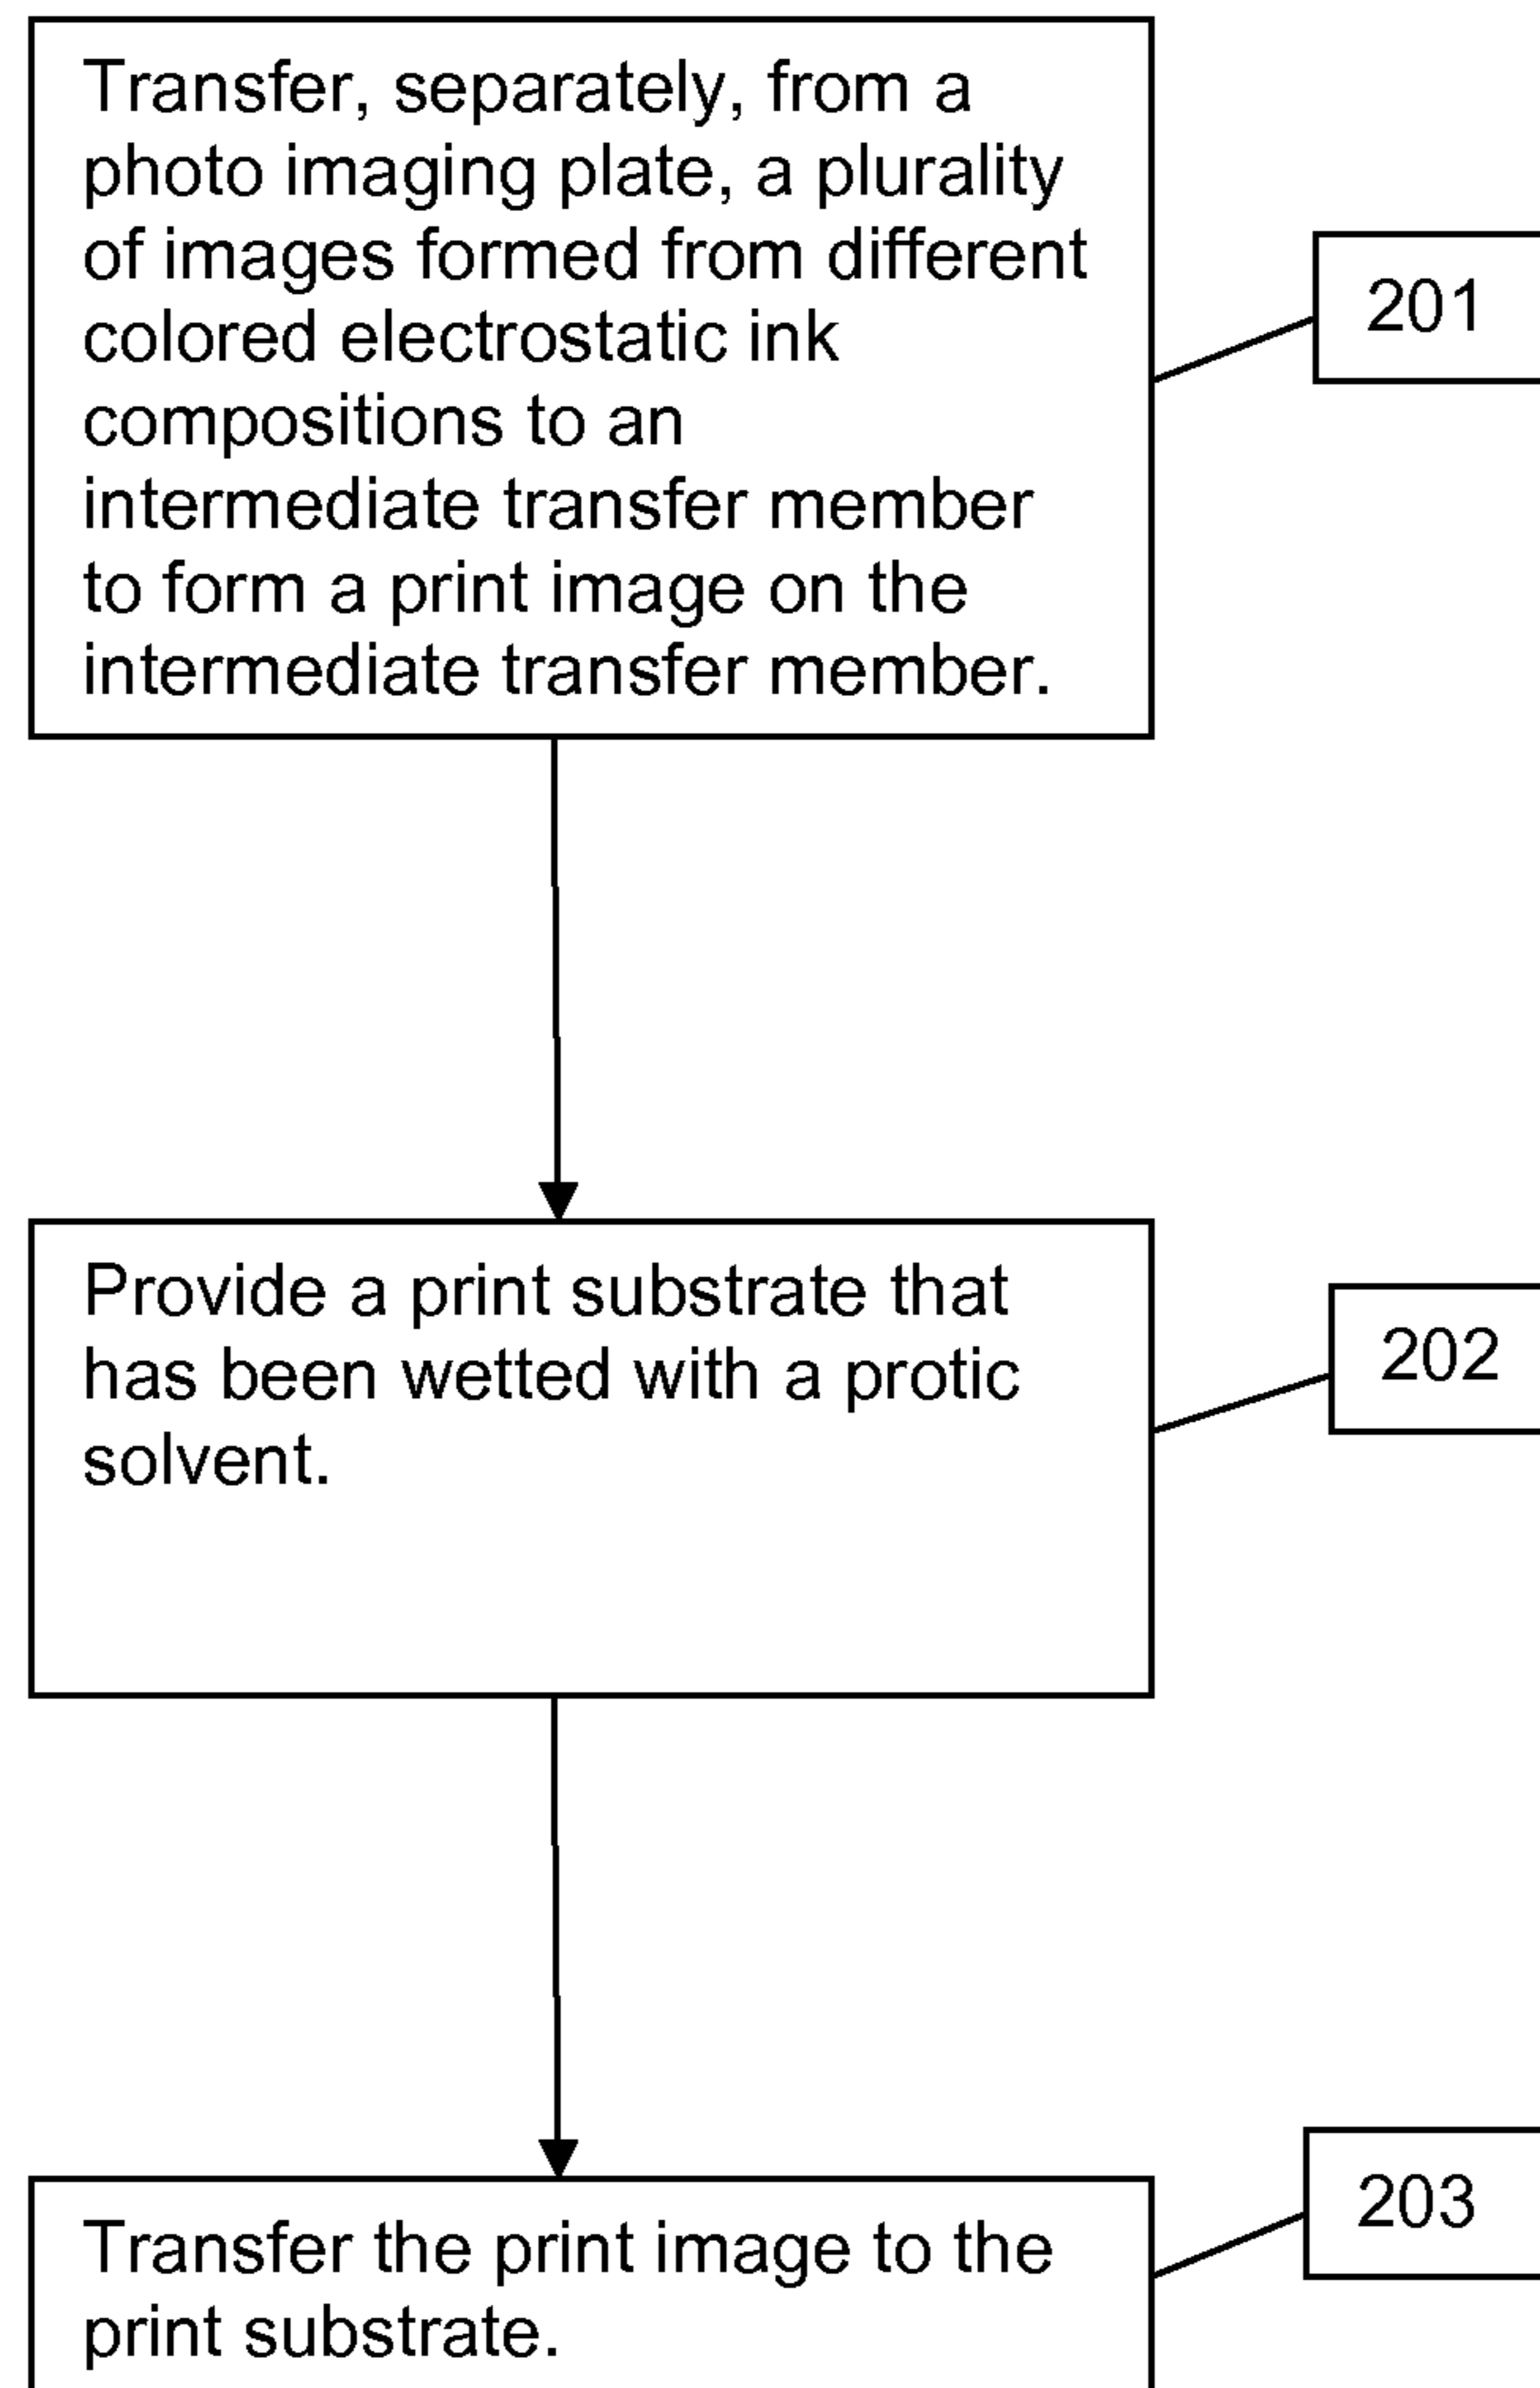 Transfer, separately, from a
photo imaging plate, a plurality
of images formed from different
colored electrostatic ink
compositions to an
intermediate transfer member
to form a print image on the
intermediate transfer member.
201
Provide a print substrate that
has been wetted with a protic
solvent.
202
Transfer the print image to the
print substrate.
203